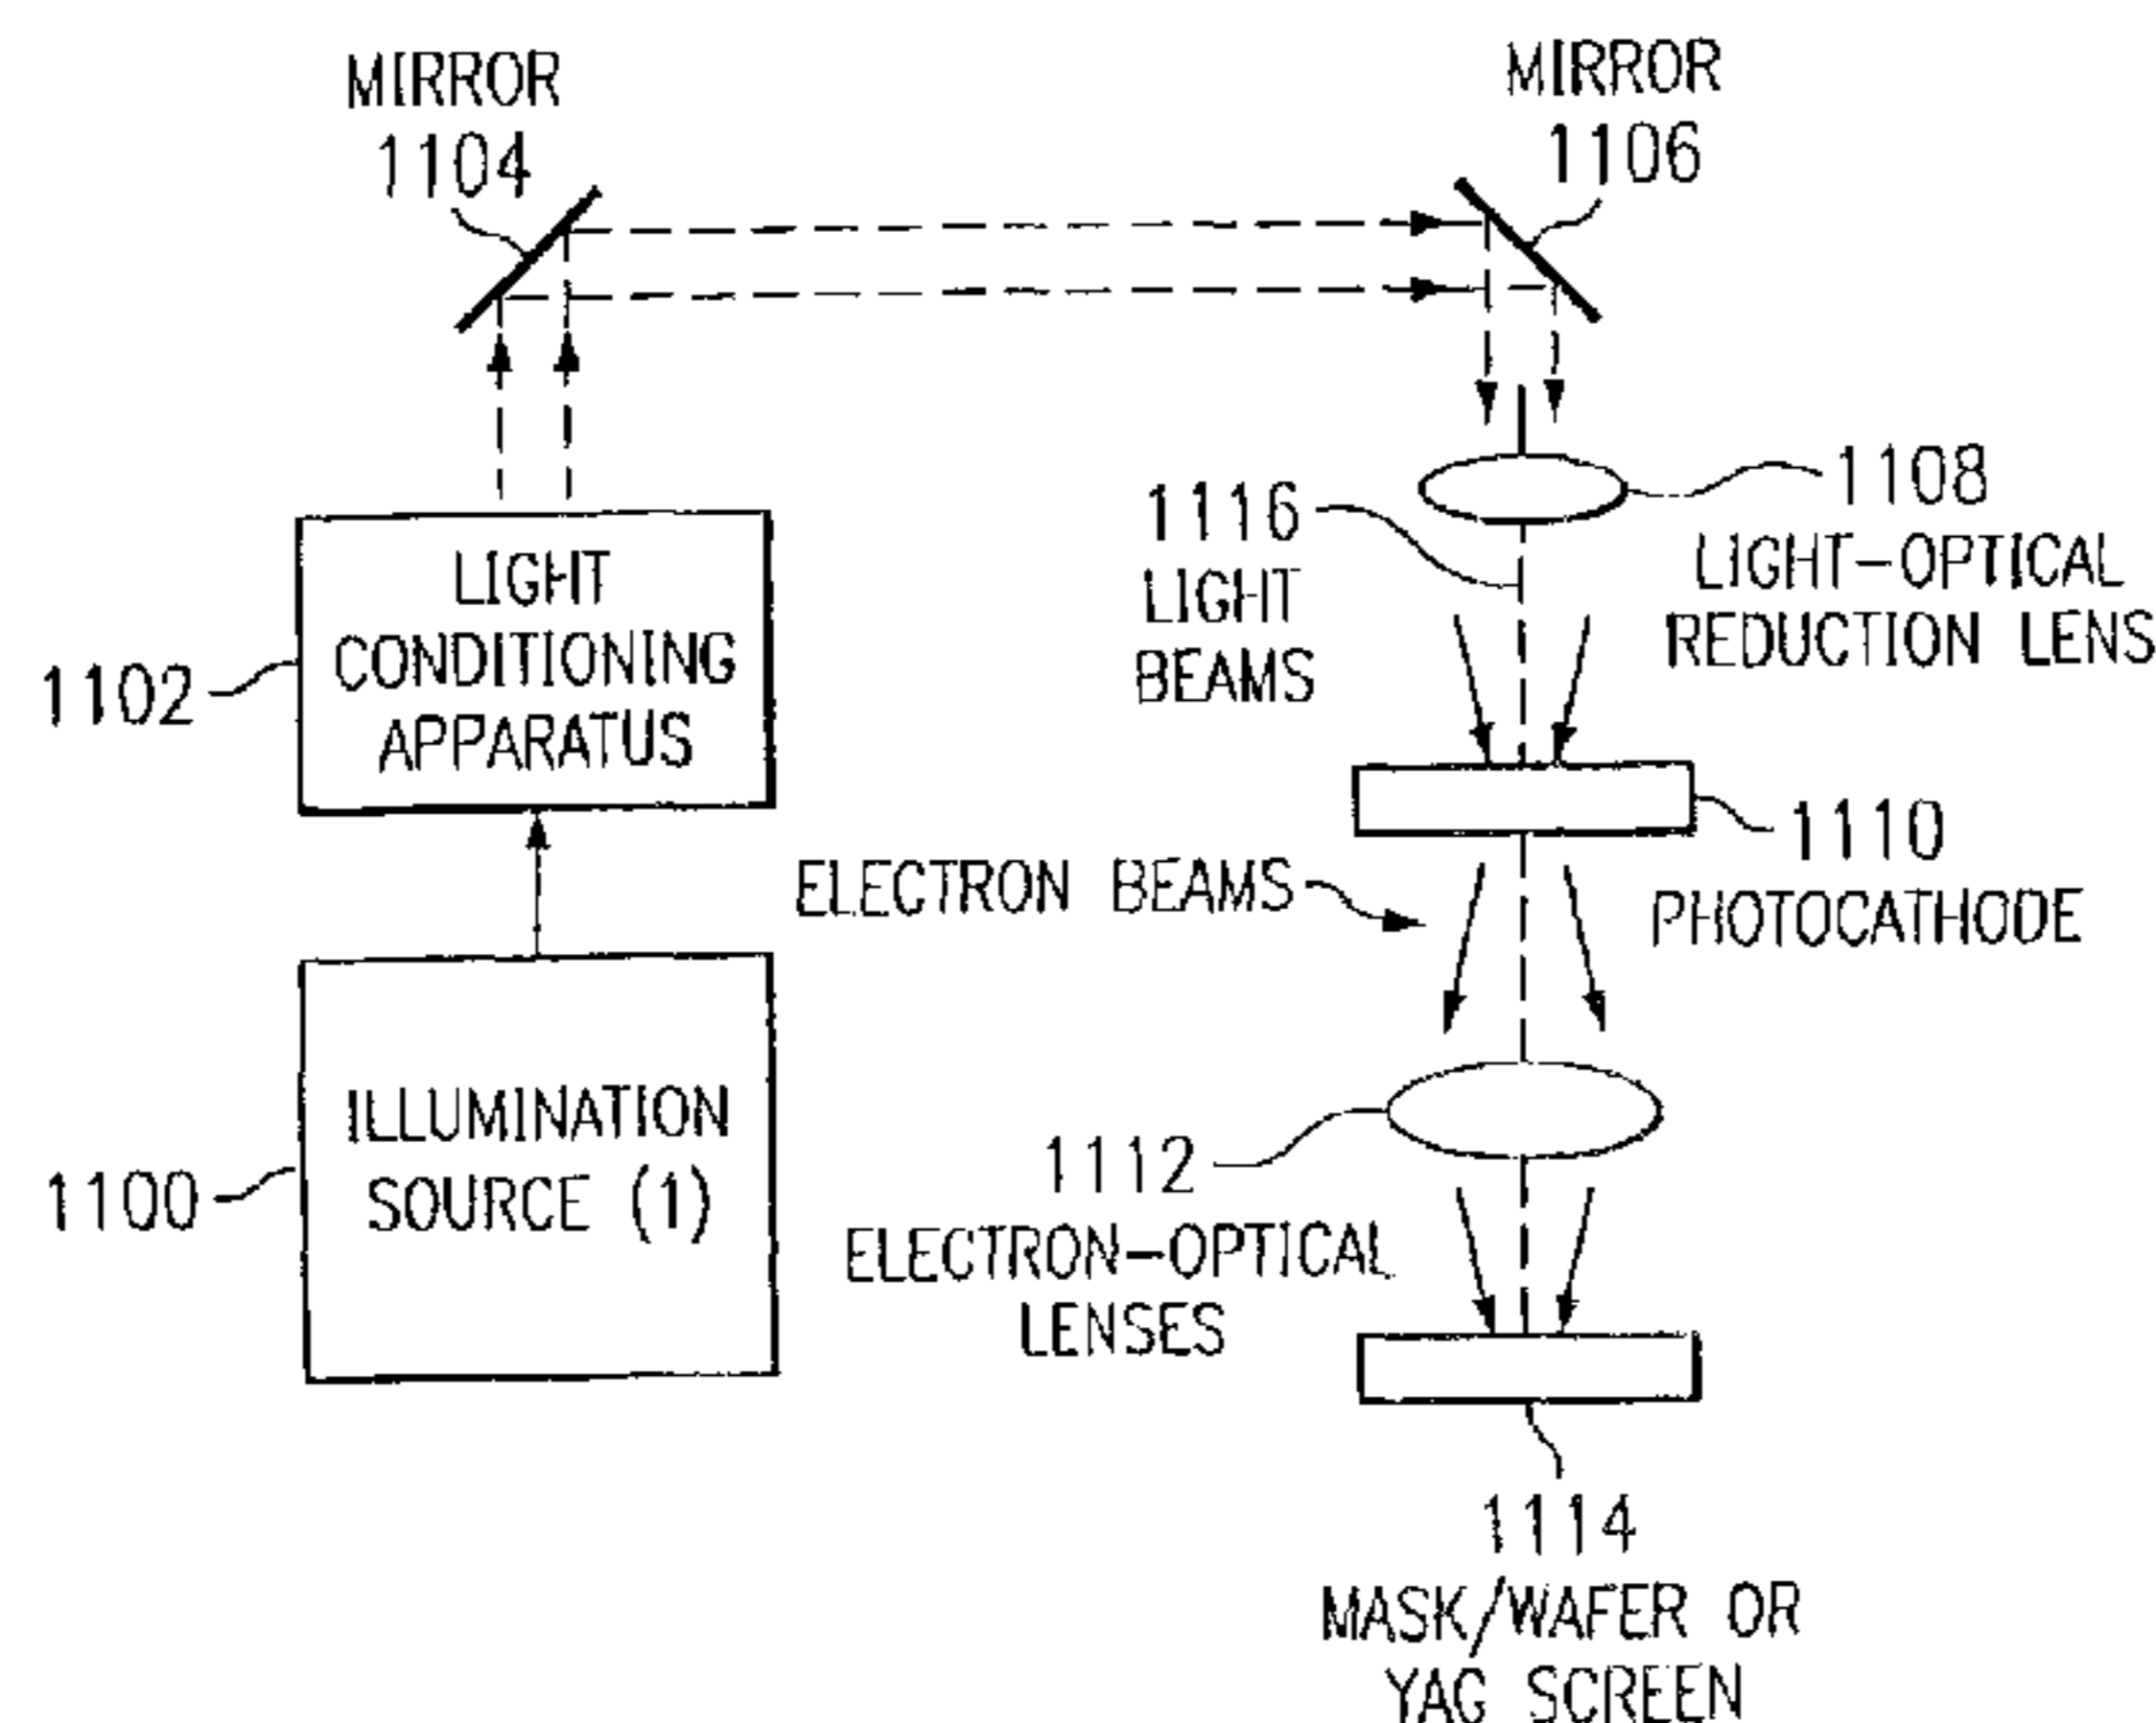 MIRROR
1104
MIRROR
1106
1108
LIGHT-OPTICAL
REDUCTION LENS
1116
LIGHT
BEAMS
LIGHT
CONDITIONING
APPARATUS
1102
1110
PHOTOCATHODE
ELECTRON BEAMS
ILLUMINATION
SOURCE (1)
1100
1112
ELECTRON-OPTICAL
LENSES
1114
MASK/WAFER OR
YAG SCREEN